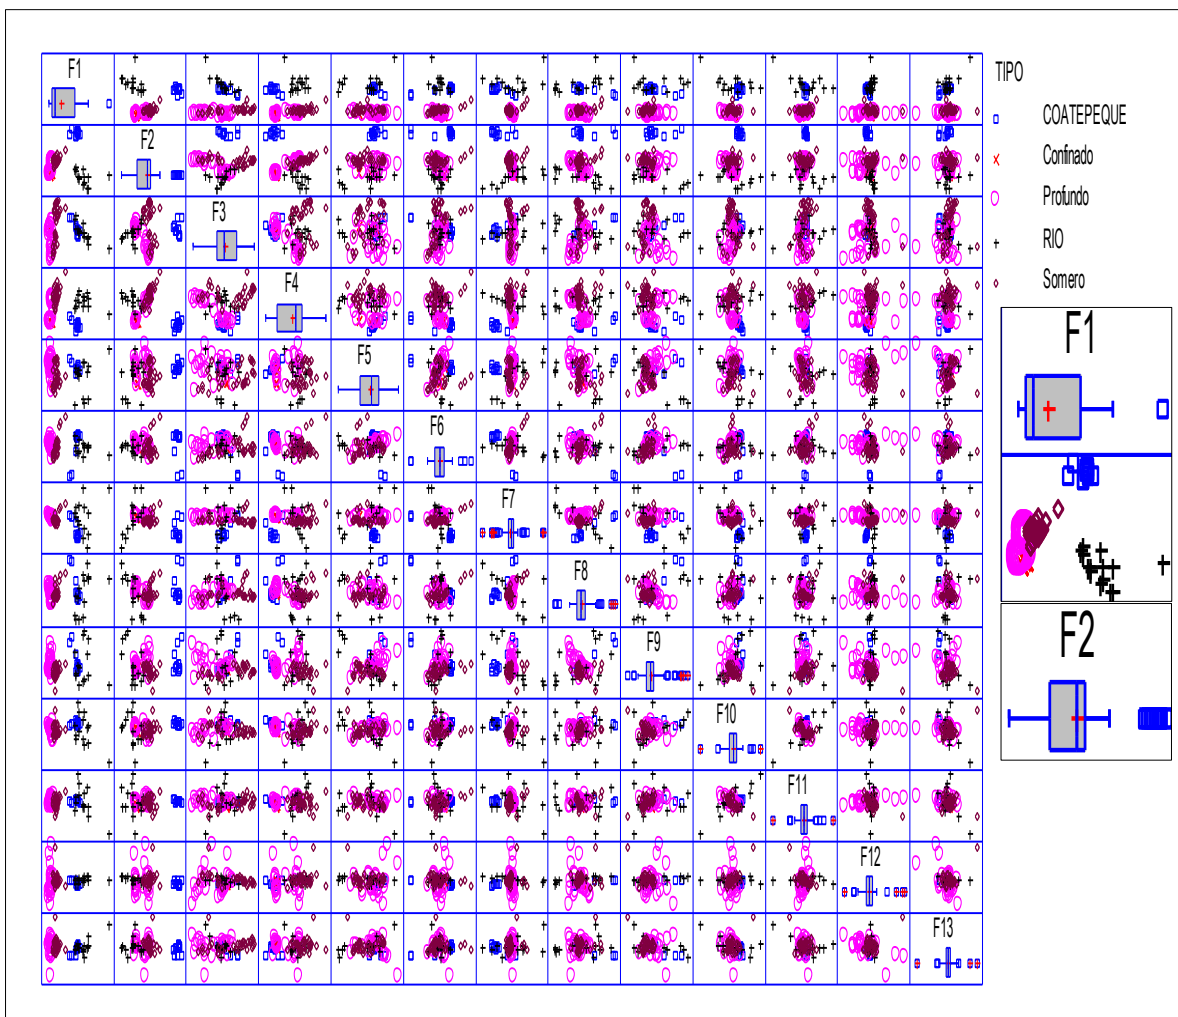 F1
TIPO
COATEPEQUE
F2
Confinado
Profundo
F3
RIO
Somero
F4
F1
F5
F6
F7
F8
F2
F9
F10
F11
F12
F13